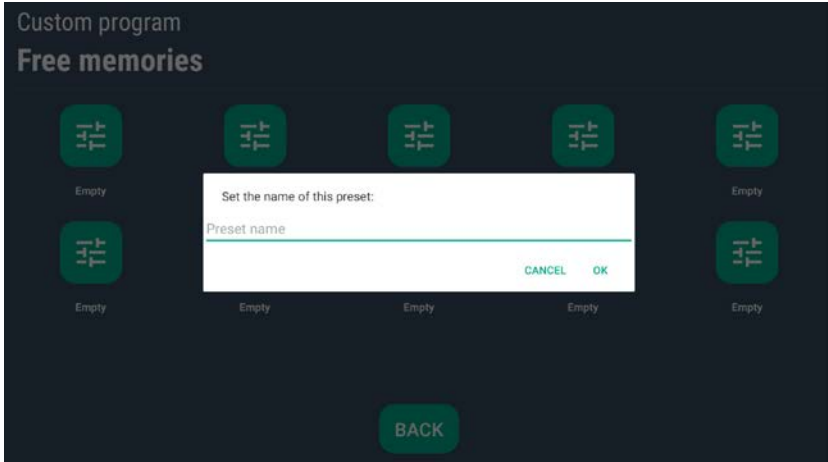 Custom program
Free memories
Empty
Empty
Set the name of this preset:
Preset name
CANCEL OK
Empty Empty Empty Empty Empty
BACK